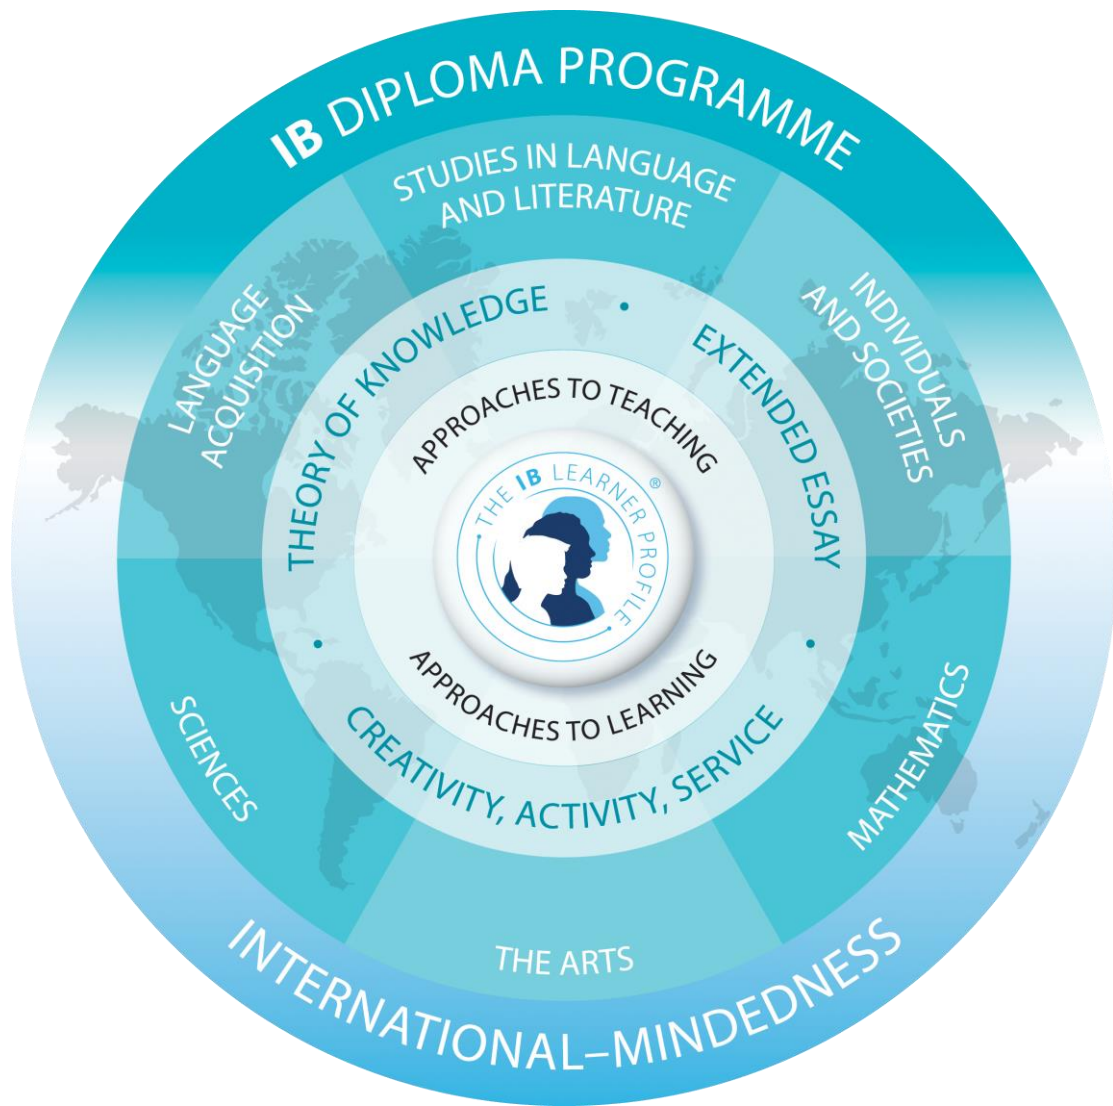 IB DIPLOMA PROGRAMME
STUDIES IN LANGUAGE
AND LITERATURE
LANGUAGE
ACQUISITION
INDIVIDUALS
AND SOCIETIES
THEORY OF KNOWLEDGE
·
EXTENDED ESSAY
APPROACHES TO TEACHING
THE IB LEARNER PROFILE
®
APPROACHES TO LEARNING
·
CREATIVITY, ACTIVITY, SERVICE
·
SCIENCES
MATHEMATICS
THE ARTS
INTERNATIONAL–MINDEDNESS